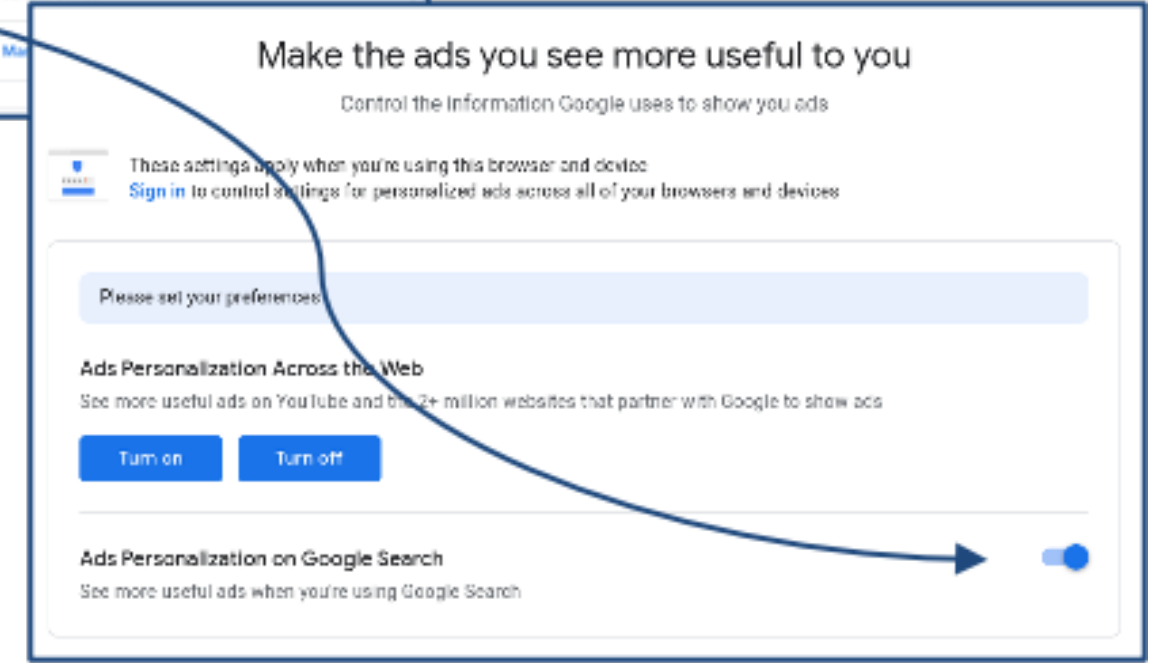 Make the ads you see more useful to you
Control the information Google uses to show you ads
These settings apply when you're using this browser and device
Sign in to control settings for personalized ads across all of your browsers and devices
Please set your preferences
Ads Personalization Across the Web
See more useful ads on YouTube and the 2+ million websites that partner with Google to show ads
Turn on Turn off
Ads Personalization on Google Search
See more useful ads when you're using Google Search